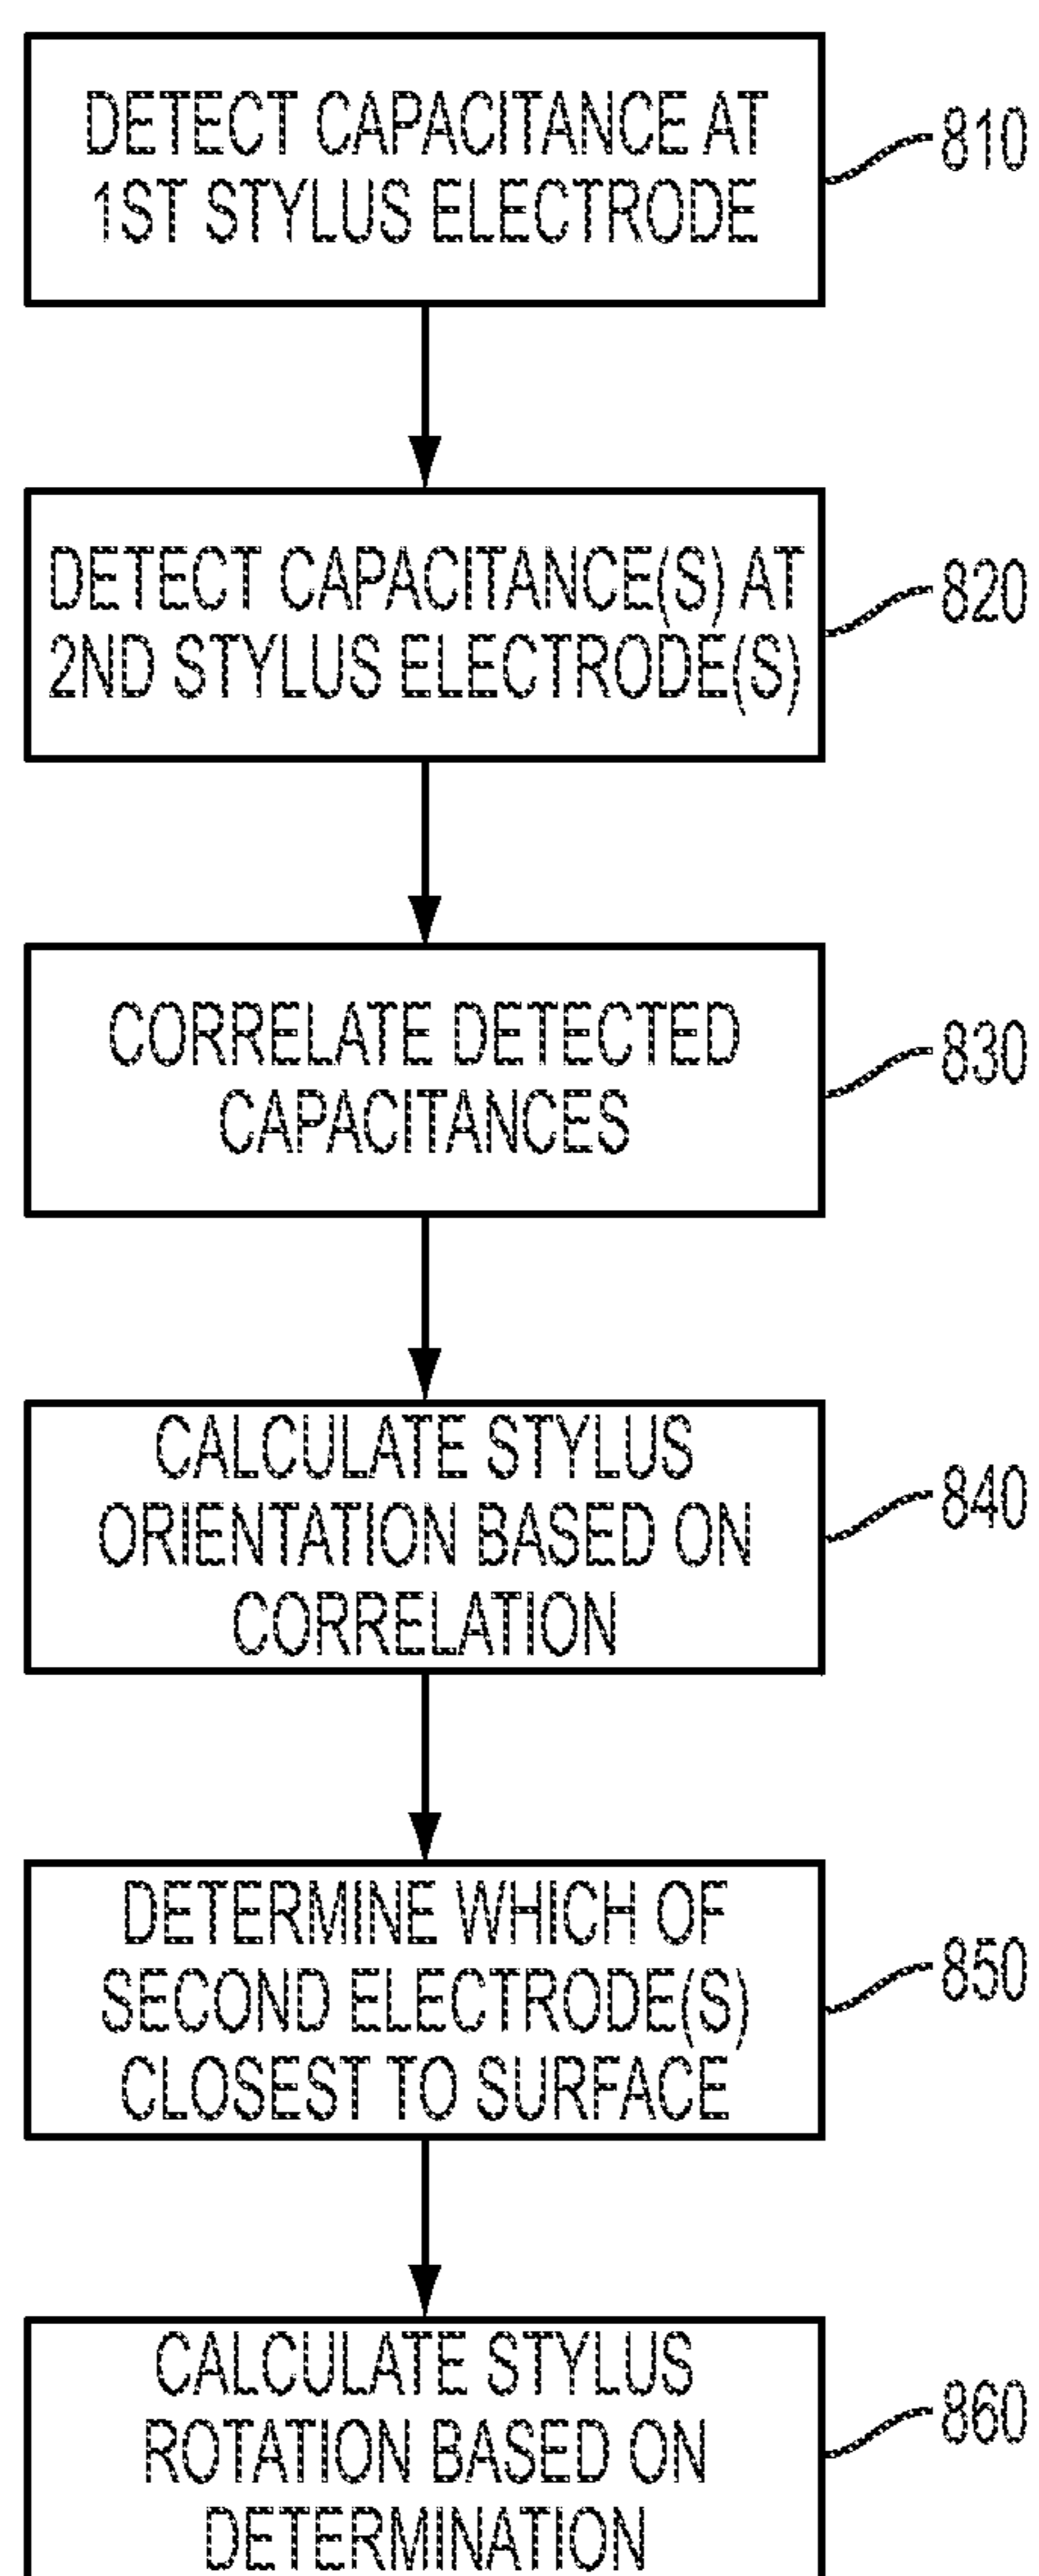 DETECT CAPACITANCE AT
1ST STYLUS ELECTRODE
810
DETECT CAPACITANCE(S) AT
2ND STYLUS ELECTRODE(S)
820
CORRELATE DETECTED
CAPACITANCES
830
CALCULATE STYLUS
ORIENTATION BASED ON
CORRELATION
840
DETERMINE WHICH OF
SECOND ELECTRODE(S)
CLOSEST TO SURFACE
850
CALCULATE STYLUS
ROTATION BASED ON
DETERMINATION
860